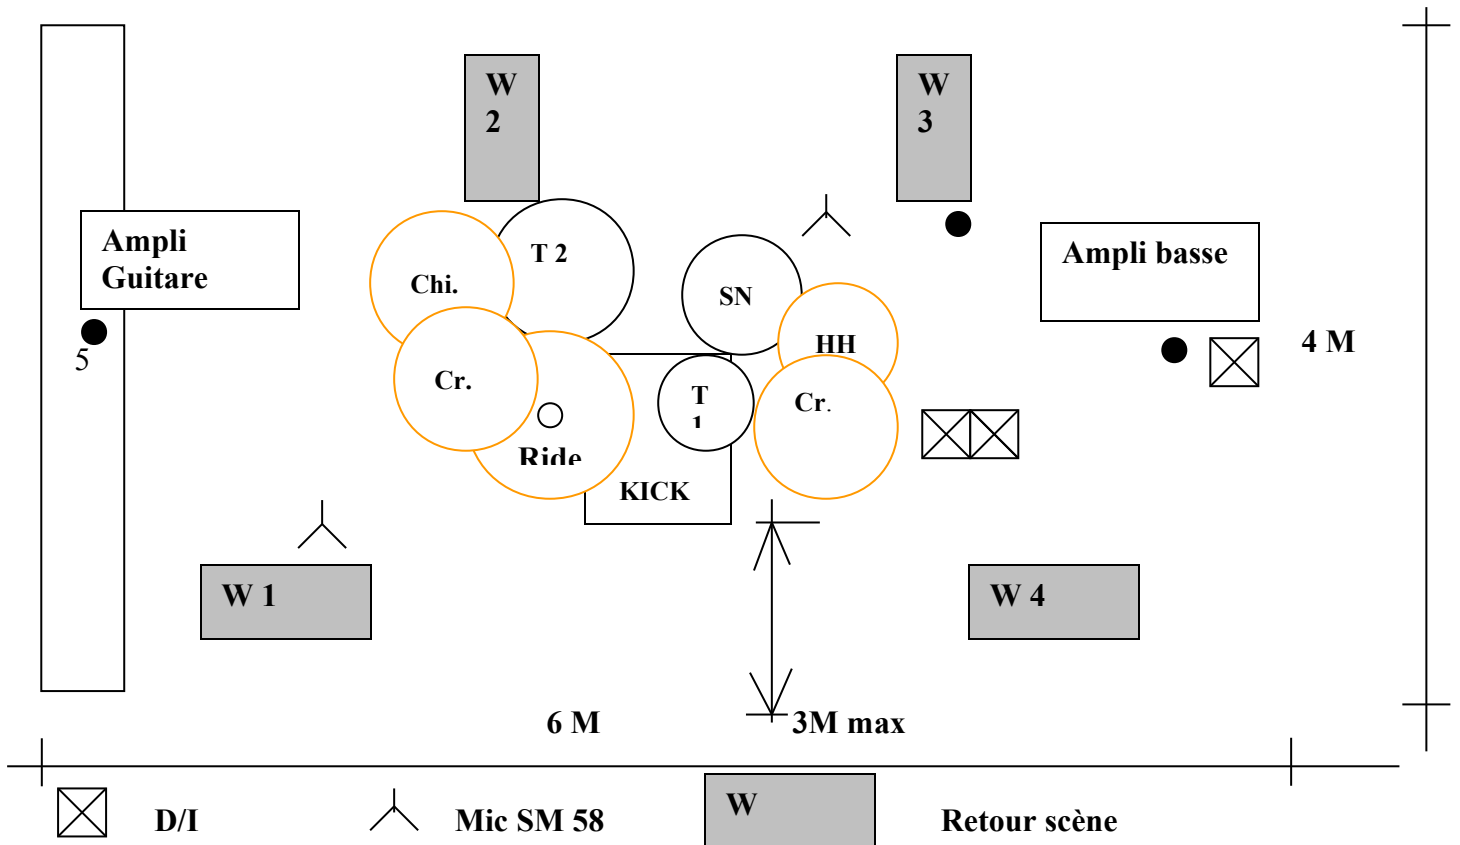 W
2
W
3
Ampli
Guitare
T 2
Ampli basse
Chi.
SN
HH
4 M
5
Cr.
T
1
Cr.
Ride
KICK
W 1
W 4
6 M
3M max
D/I
Mic SM 58
W
Retour scène